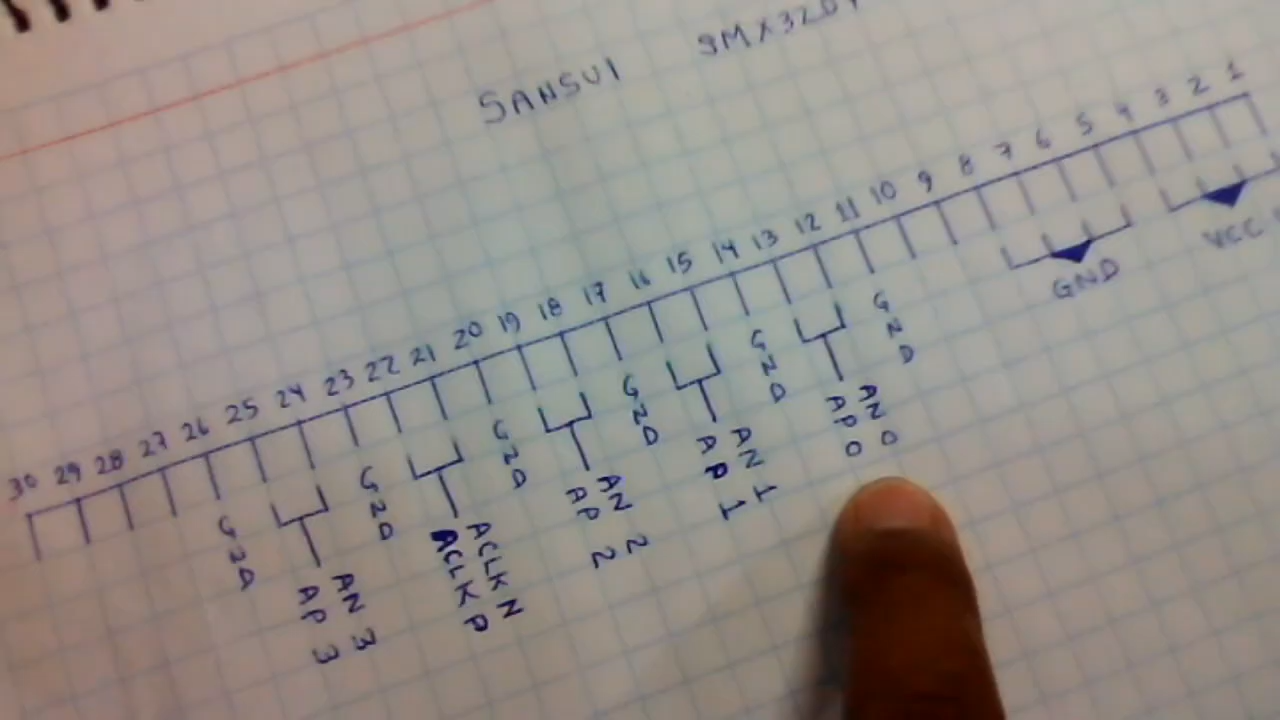 SANSUI
30 29 28 27 26 25 24 23 22 21 20 19 18 17 16 15 14 13 12 11 10 9 8 7 6 5 4 3 2 1
VCC
GND
GND
AN 0
AP 0
GND
AN 1
AP 1
GND
AN 2
AP 2
GND
ACLK N
ACLK P
GND
AN 3
AP 3
GND